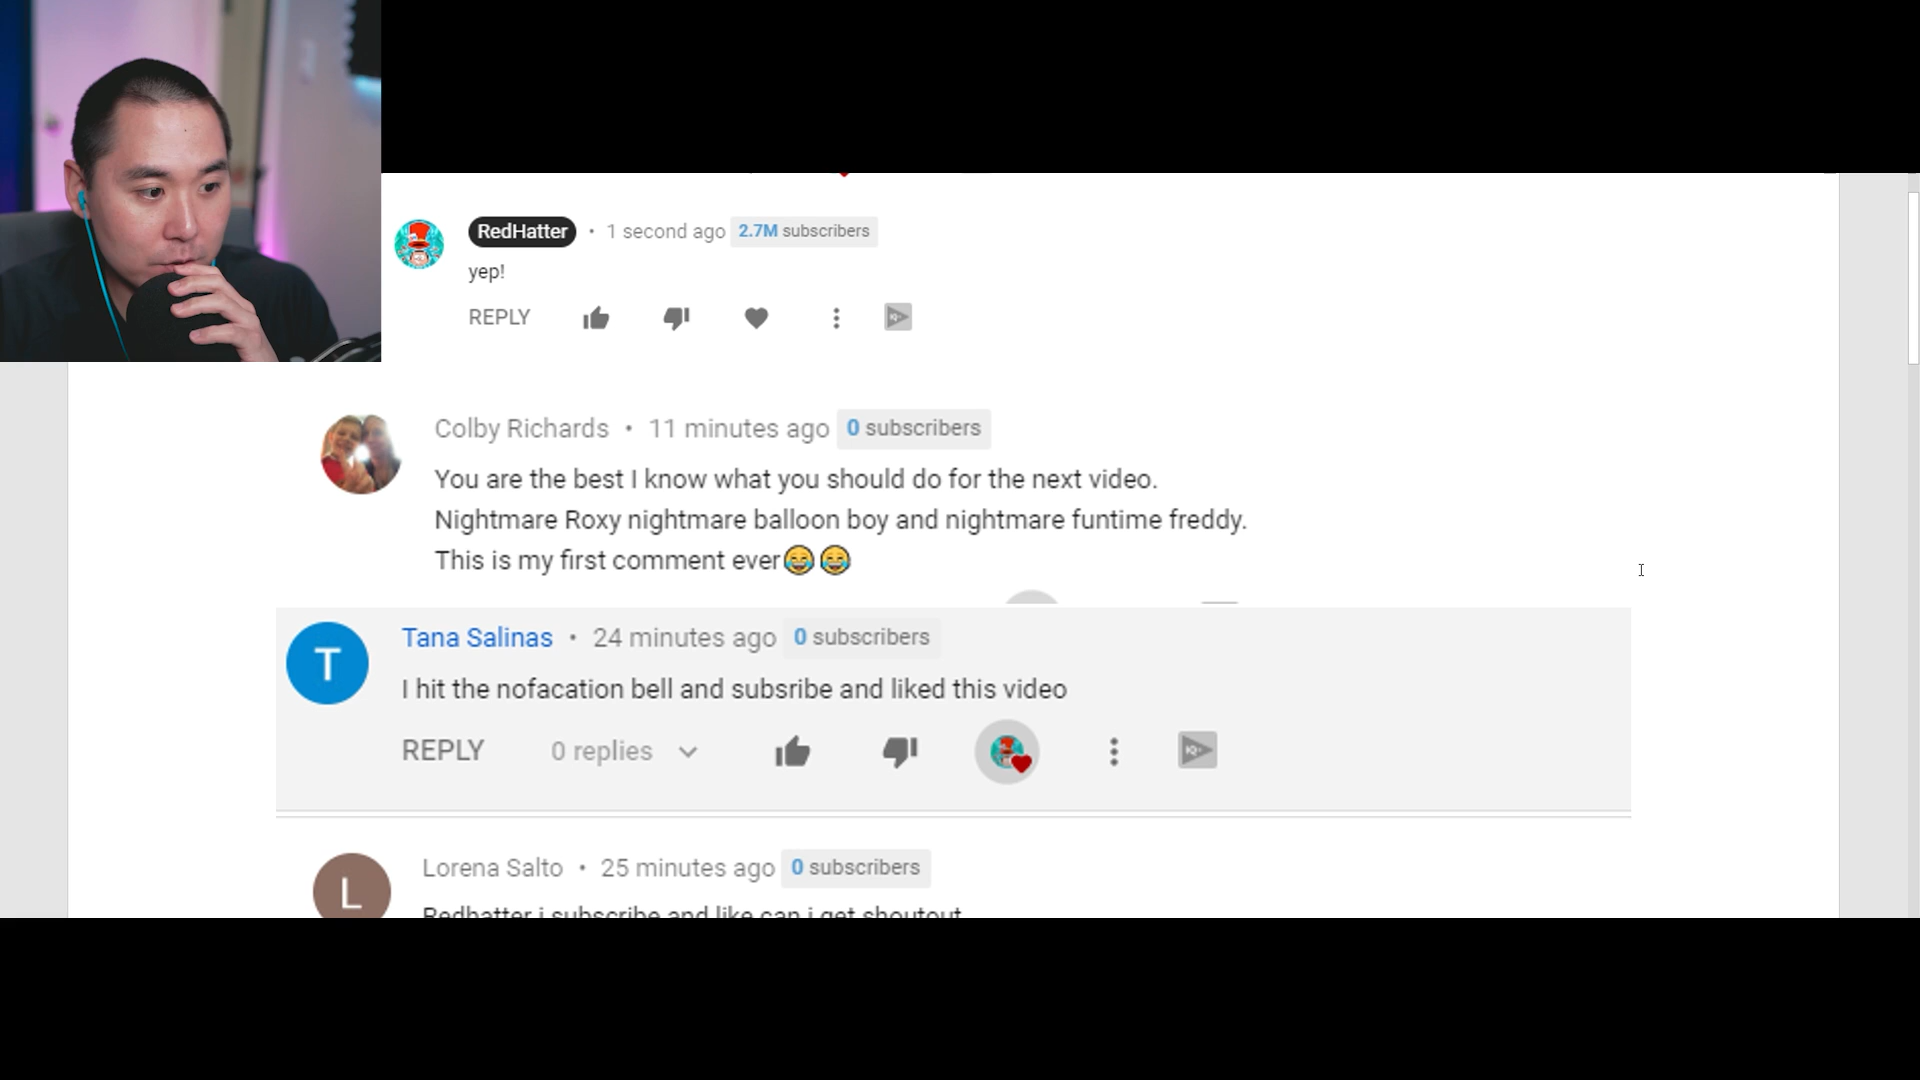 RedHatter • 1 second ago 2.7M subscribers
yep!
REPLY
Colby Richards • 11 minutes ago 0 subscribers
You are the best I know what you should do for the next video.
Nightmare Roxy nightmare balloon boy and nightmare funtime freddy.
This is my first comment ever😂😂
T
Tana Salinas • 24 minutes ago 0 subscribers
I hit the nofacation bell and subsribe and liked this video
REPLY 0 replies
L
Lorena Salto • 25 minutes ago 0 subscribers
Redhatter i subscribe and like can i get shoutout